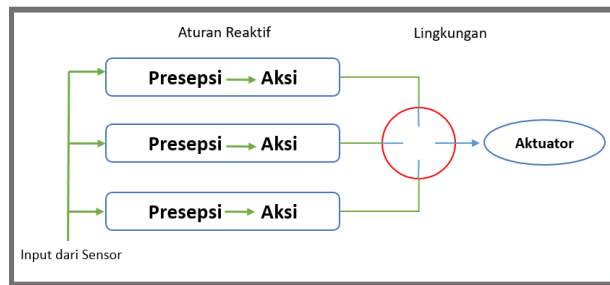 Aturan Reaktif
Lingkungan
Presepsi Aksi
Presepsi Aksi
Aktuator
Presepsi Aksi
Input dari Sensor